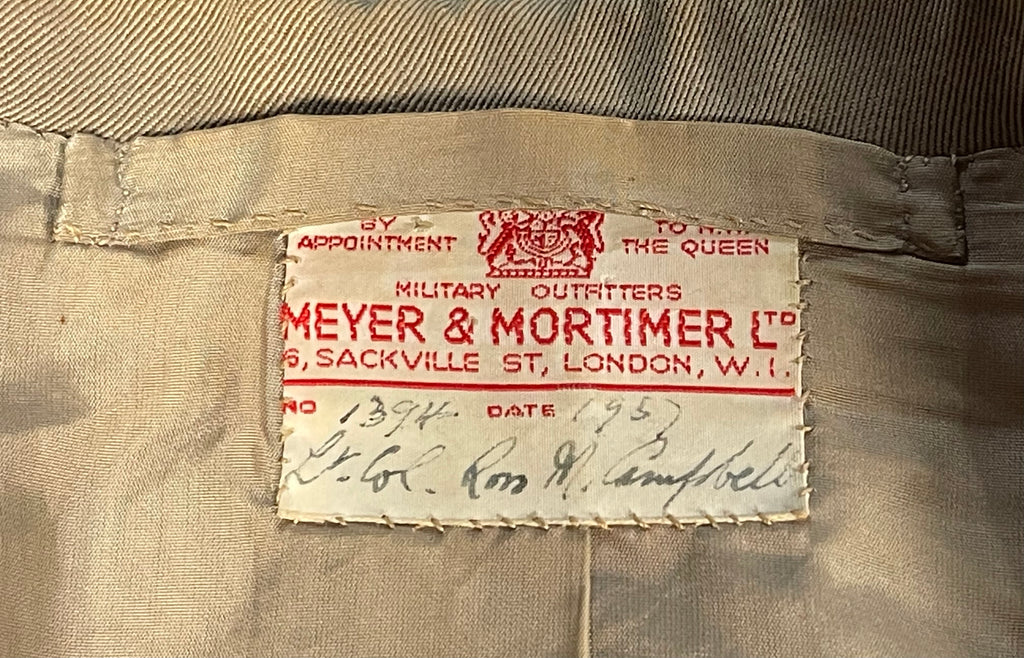 BY APPOINTMENT TO H.M. THE QUEEN
MILITARY OUTFITTERS
MEYER & MORTIMER LTD
6, SACKVILLE ST, LONDON, W.1.
NO 1394 DATE 1957
Lt. Col. Ross M. Campbell